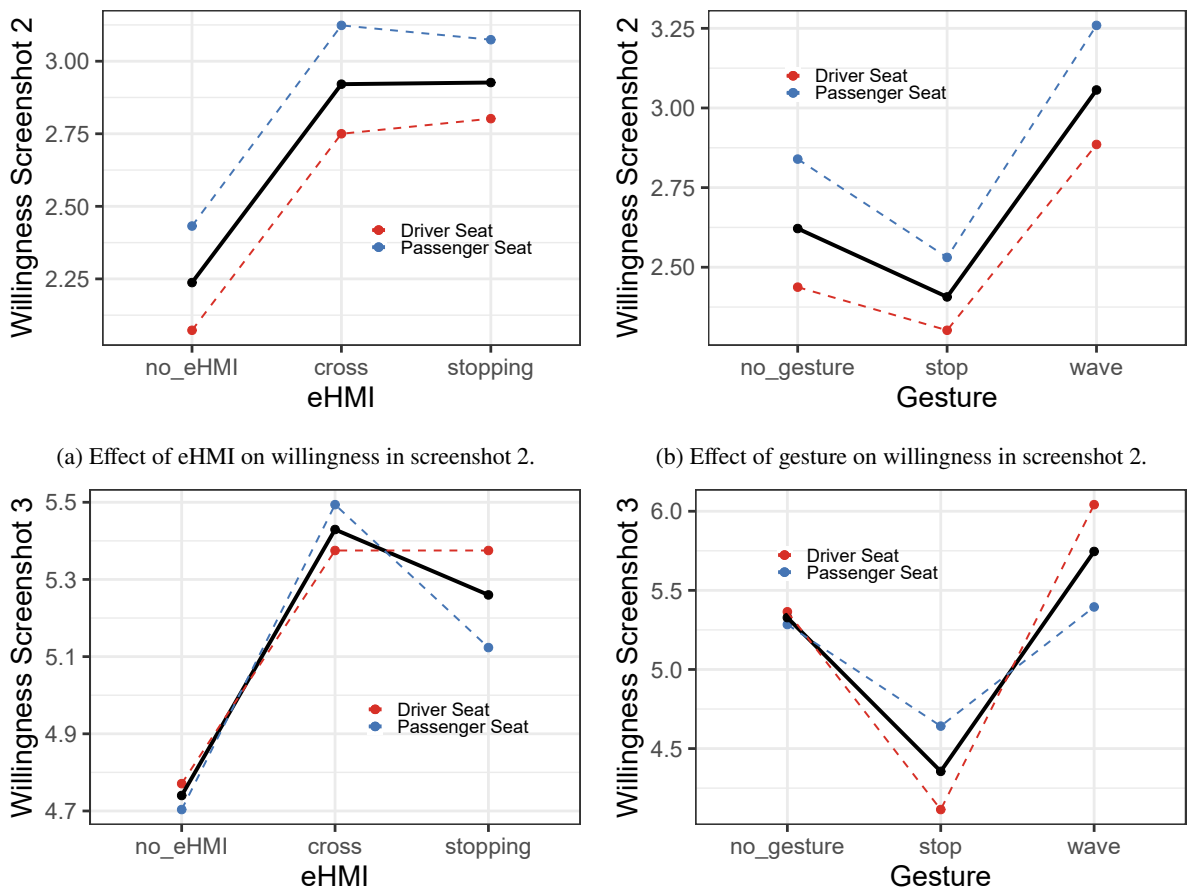 Willingness Screenshot 2
3.00
2.75
2.50
2.25
Driver Seat
Passenger Seat
no_eHMI cross stopping
eHMI
Willingness Screenshot 2
3.25
3.00
2.75
2.50
Driver Seat
Passenger Seat
no_gesture stop wave
Gesture
(a) Effect of eHMI on willingness in screenshot 2.
(b) Effect of gesture on willingness in screenshot 2.
Willingness Screenshot 3
5.5
5.3
5.1
4.9
4.7
Driver Seat
Passenger Seat
no_eHMI cross stopping
eHMI
Willingness Screenshot 3
6.0
5.5
5.0
4.5
Driver Seat
Passenger Seat
no_gesture stop wave
Gesture